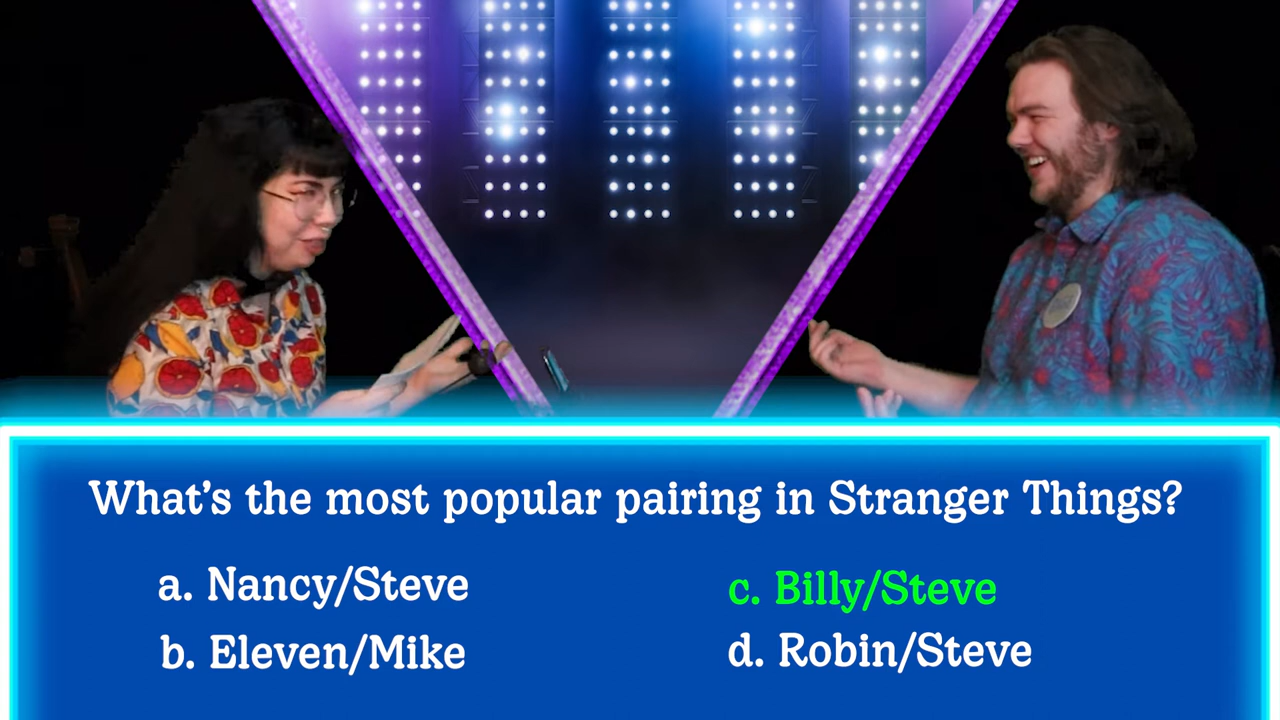 What's the most popular pairing in Stranger Things?
a. Nancy/Steve
b. Eleven/Mike
c. Billy/Steve
d. Robin/Steve